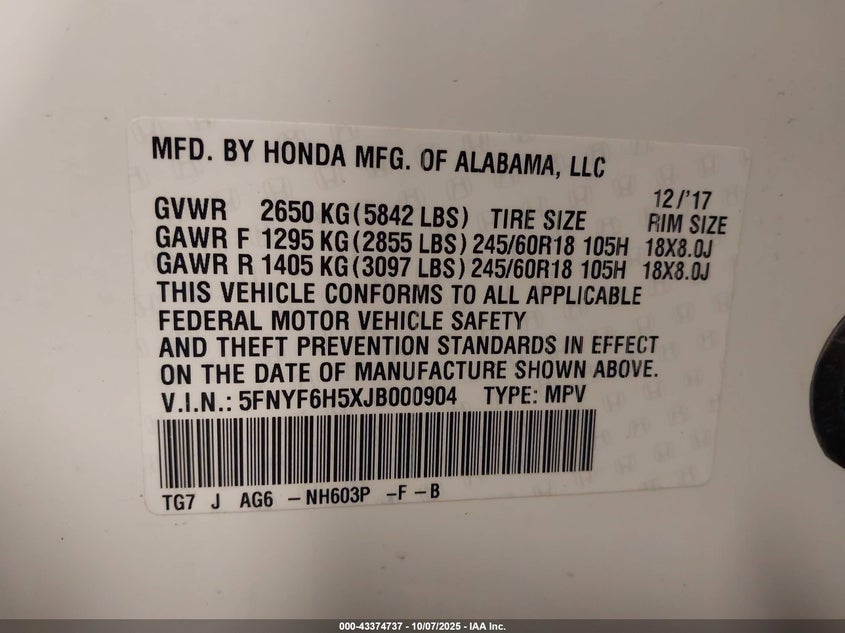 MFD. BY HONDA MFG. OF ALABAMA, LLC
12/'17
GVWR 2650 KG (5842 LBS) TIRE SIZE RIM SIZE
GAWR F 1295 KG (2855 LBS) 245/60R18 105H 18X8.0J
GAWR R 1405 KG (3097 LBS) 245/60R18 105H 18X8.0J
THIS VEHICLE CONFORMS TO ALL APPLICABLE
FEDERAL MOTOR VEHICLE SAFETY
AND THEFT PREVENTION STANDARDS IN EFFECT
ON THE DATE OF MANUFACTURE SHOWN ABOVE.
V.I.N.: 5FNYF6H5XJB000904 TYPE: MPV
TG7 J AG6 – NH603P – F – B
000-43374737 - 10/07/2025 - IAA Inc.